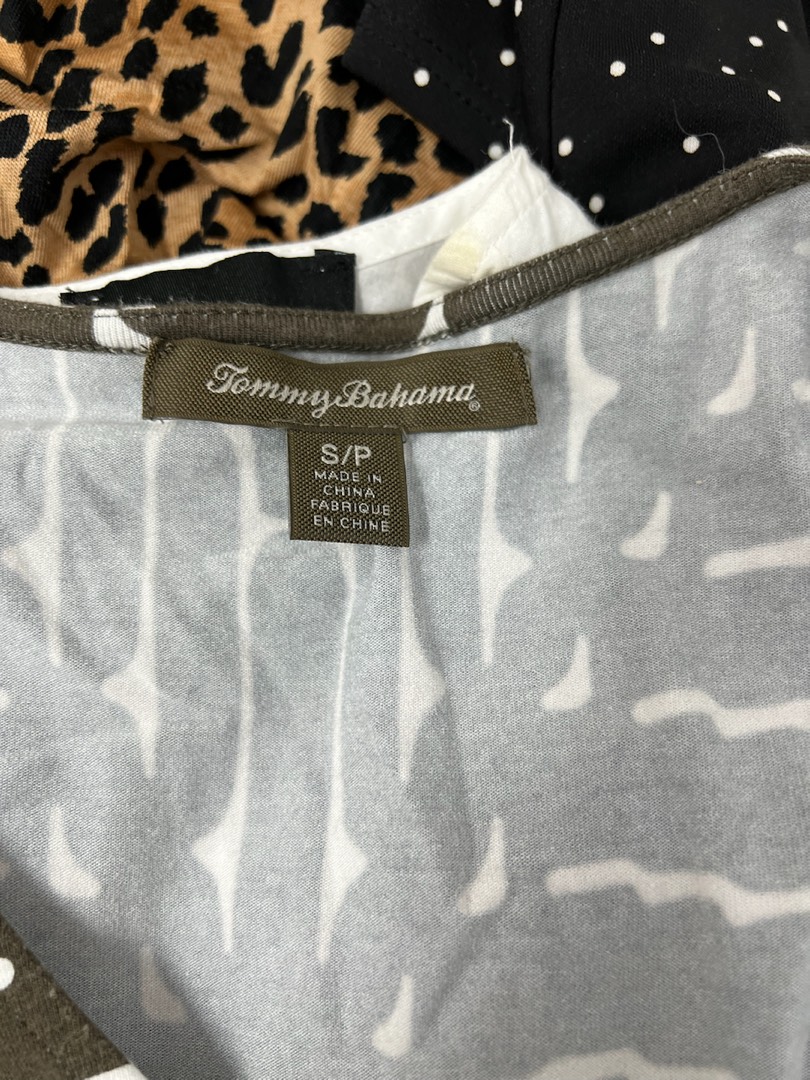 Tommy Bahama®
S/P
MADE IN
CHINA
FABRIQUE
EN CHINE